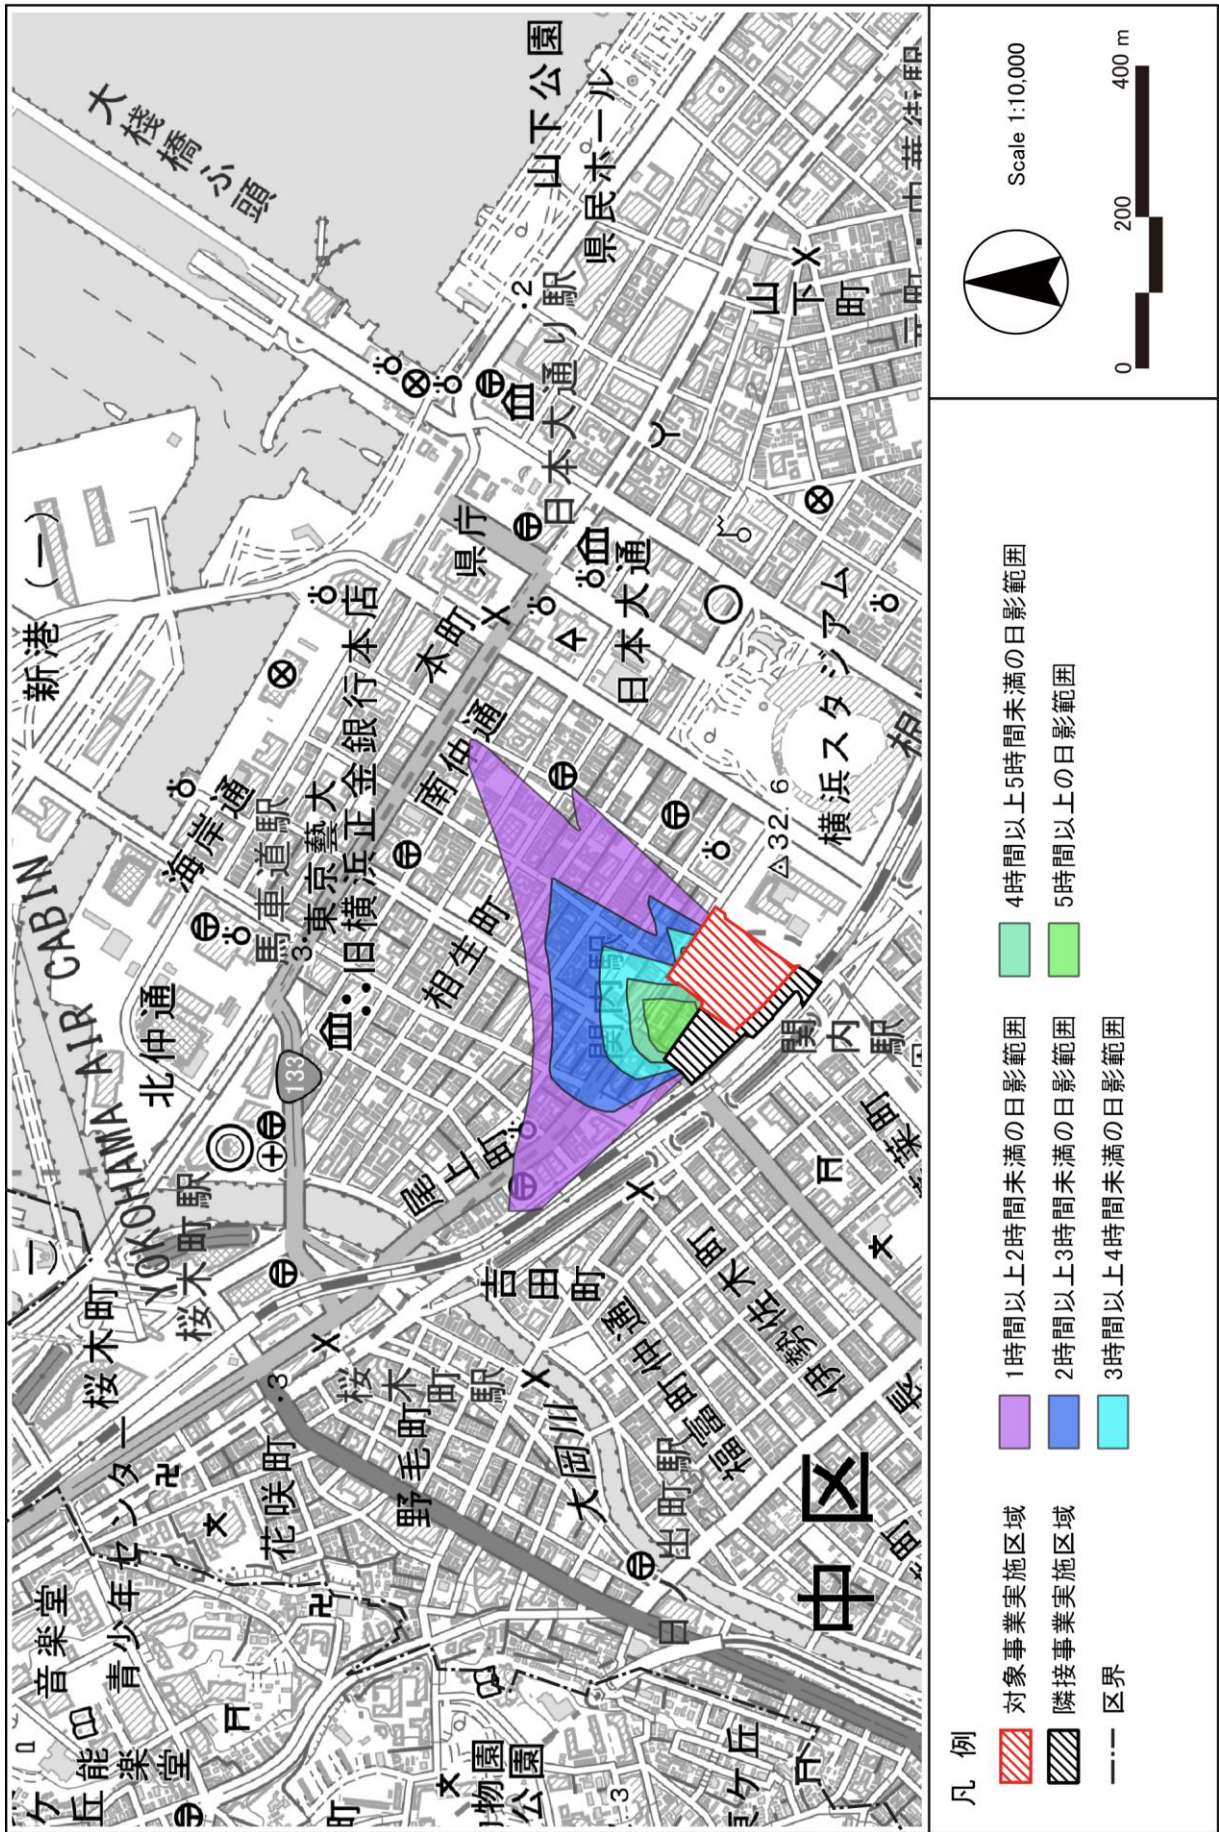 音楽堂
青少年センター
能楽堂
ケ丘
桜木町
YOKOHAMA AIR CABIN
新港
(一)
大桟橋ふ頭
花咲町
桜木町駅
桜木町駅
北仲通
海岸通
馬車道駅
東京藝大
旧横浜正金銀行本店
133
本町
県庁
南仲通
相生町
尾上町
日本大通り駅
日本大通
山下公園
県民ホール
山下町
野毛町
大岡川
吉田町
福富町仲通
伊勢佐木町
日ノ出町駅
関内駅
関内駅
横浜スタジアム
32.6
中区
凡 例
対象事業実施区域
隣接事業実施区域
区界
1時間以上2時間未満の日影範囲
2時間以上3時間未満の日影範囲
3時間以上4時間未満の日影範囲
4時間以上5時間未満の日影範囲
5時間以上の日影範囲
Scale 1:10,000
0 200 400 m